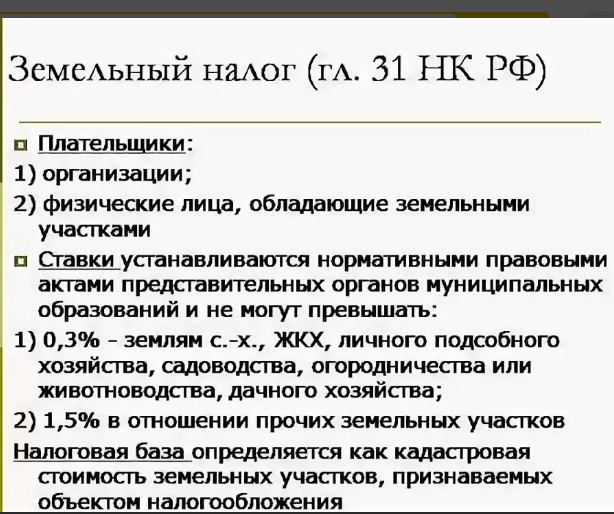 Земельный налог (гл. 31 НК РФ)
Плательщики:
1) организации;
2) физические лица, обладающие земельными
участками
Ставки устанавливаются нормативными правовыми
актами представительных органов муниципальных
образований и не могут превышать:
1) 0,3% - землям с.-х., ЖКХ, личного подсобного
хозяйства, садоводства, огородничества или
животноводства, дачного хозяйства;
2) 1,5% в отношении прочих земельных участков
Налоговая база определяется как кадастровая
стоимость земельных участков, признаваемых
объектом налогообложения